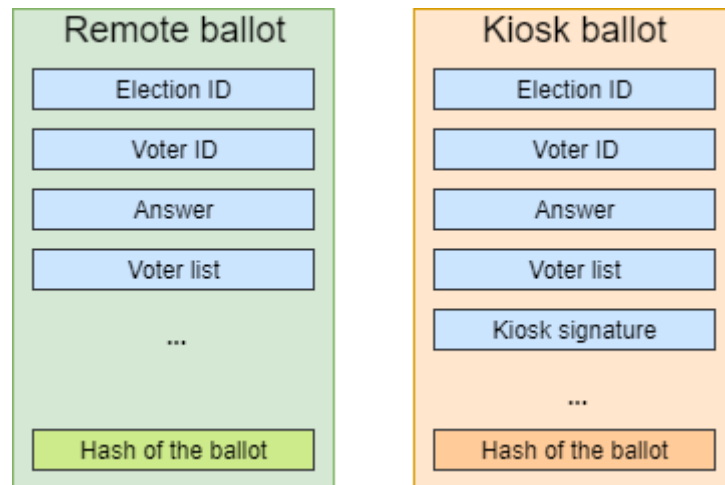 Remote ballot
Election ID
Voter ID
Answer
Voter list
...
Hash of the ballot
Kiosk ballot
Election ID
Voter ID
Answer
Voter list
Kiosk signature
...
Hash of the ballot